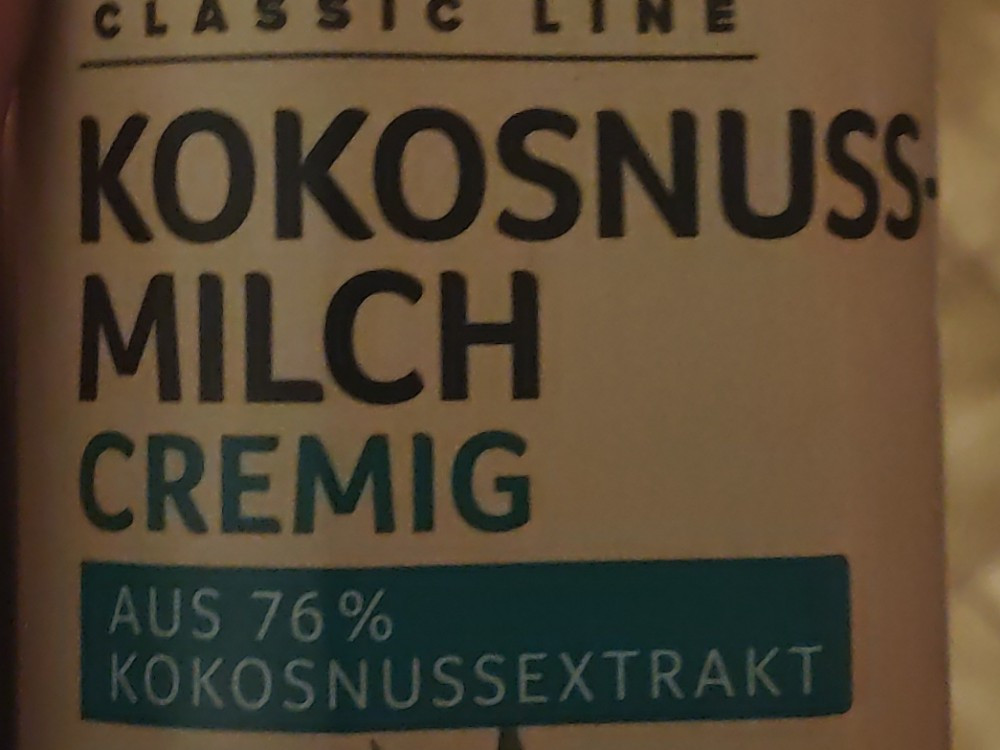 CLASSIC LINE
KOKOSNUSS-
MILCH
CREMIG
AUS 76%
KOKOSNUSSEXTRAKT